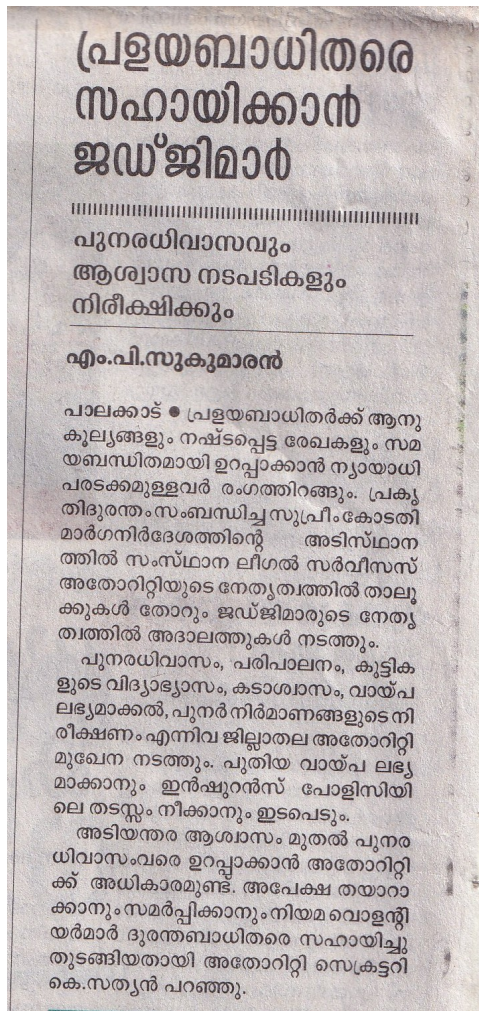 പ്രളയബാധിതരെ
സഹായിക്കാൻ
ജഡ്ജിമാർ
പുനരധിവാസവും
ആശ്വാസ നടപടികളും
നിരീക്ഷിക്കും
എം.പി.സുകുമാരൻ
പാലക്കാട് ● പ്രളയബാധിതർക്ക് ആനു
കൂല്യങ്ങളും നഷ്ടപ്പെട്ട രേഖകളും സമ
യബന്ധിതമായി ഉറപ്പാക്കാൻ ന്യായാധി
പരടക്കമുള്ളവർ രംഗത്തിറങ്ങും. പ്രകൃ
തിദുരന്തം സംബന്ധിച്ച സുപ്രീം കോടതി
മാർഗനിർദേശത്തിന്റെ അടിസ്ഥാന
ത്തിൽ സംസ്ഥാന ലീഗൽ സർവീസസ്
അതോറിറ്റിയുടെ നേതൃത്വത്തിൽ താലൂ
ക്കുകൾ തോറും ജഡ്ജിമാരുടെ നേതൃ
ത്വത്തിൽ അദാലത്തുകൾ നടത്തും.
പുനരധിവാസം, പരിപാലനം, കുട്ടിക
ളുടെ വിദ്യാഭ്യാസം, കടാശ്വാസം, വായ്പ
ലഭ്യമാക്കൽ, പുനർ നിർമാണങ്ങളുടെ നി
രീക്ഷണം എന്നിവ ജില്ലാതല അതോറിറ്റി
മുഖേന നടത്തും. പുതിയ വായ്പ ലഭ്യ
മാക്കാനും ഇൻഷുറൻസ് പോളിസിയി
ലെ തടസ്സം നീക്കാനും ഇടപെടും.
അടിയന്തര ആശ്വാസം മുതൽ പുനര
ധിവാസംവരെ ഉറപ്പാക്കാൻ അതോറിറ്റി
ക്ക് അധികാരമുണ്ട്. അപേക്ഷ തയാറാ
ക്കാനും സമർപ്പിക്കാനും നിയമ വൊളന്റി
യർമാർ ദുരന്തബാധിതരെ സഹായിച്ചു
തുടങ്ങിയതായി അതോറിറ്റി സെക്രട്ടറി
കെ.സത്യൻ പറഞ്ഞു.